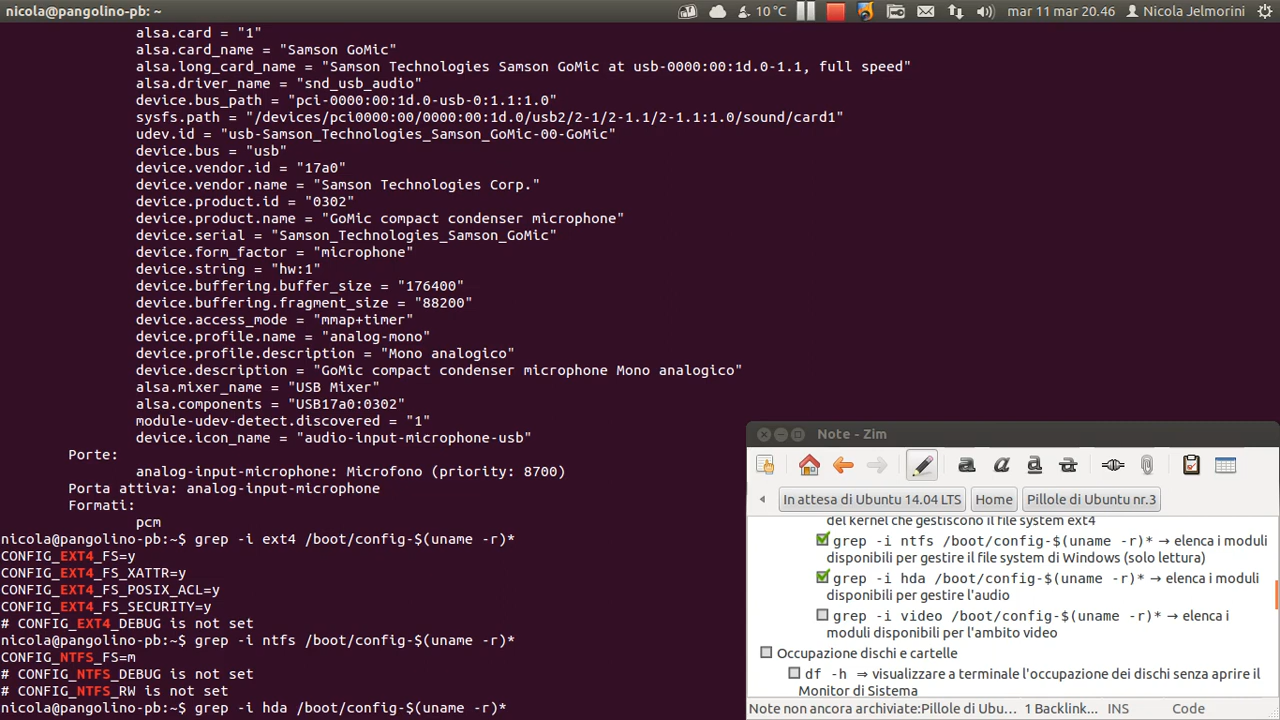 nicola@pangolino-pb: ~
10 °C
mar 11 mar 20.46
Nicola Jelmorini
alsa.card = "1"
alsa.card_name = "Samson GoMic"
alsa.long_card_name = "Samson Technologies Samson GoMic at usb-0000:00:1d.0-1.1, full speed"
alsa.driver_name = "snd_usb_audio"
device.bus_path = "pci-0000:00:1d.0-usb-0:1.1:1.0"
sysfs.path = "/devices/pci0000:00/0000:00:1d.0/usb2/2-1/2-1.1/2-1.1:1.0/sound/card1"
udev.id = "usb-Samson_Technologies_Samson_GoMic-00-GoMic"
device.bus = "usb"
device.vendor.id = "17a0"
device.vendor.name = "Samson Technologies Corp."
device.product.id = "0302"
device.product.name = "GoMic compact condenser microphone"
device.serial = "Samson_Technologies_Samson_GoMic"
device.form_factor = "microphone"
device.string = "hw:1"
device.buffering.buffer_size = "176400"
device.buffering.fragment_size = "88200"
device.access_mode = "mmap+timer"
device.profile.name = "analog-mono"
device.profile.description = "Mono analogico"
device.description = "GoMic compact condenser microphone Mono analogico"
alsa.mixer_name = "USB Mixer"
alsa.components = "USB17a0:0302"
module-udev-detect.discovered = "1"
device.icon_name = "audio-input-microphone-usb"
Porte:
analog-input-microphone: Microfono (priority: 8700)
Porta attiva: analog-input-microphone
Formati:
pcm
nicola@pangolino-pb:~$ grep -i ext4 /boot/config-$(uname -r)*
CONFIG_EXT4_FS=y
CONFIG_EXT4_FS_XATTR=y
CONFIG_EXT4_FS_POSIX_ACL=y
CONFIG_EXT4_FS_SECURITY=y
# CONFIG_EXT4_DEBUG is not set
nicola@pangolino-pb:~$ grep -i ntfs /boot/config-$(uname -r)*
CONFIG_NTFS_FS=m
# CONFIG_NTFS_DEBUG is not set
# CONFIG_NTFS_RW is not set
nicola@pangolino-pb:~$ grep -i hda /boot/config-$(uname -r)*
Note - Zim
In attesa di Ubuntu 14.04 LTS
Home
Pillole di Ubuntu nr.3
del kernel che gestiscono il file system ext4
grep -i ntfs /boot/config-$(uname -r)* → elenca i moduli
disponibili per gestire il file system di Windows (solo lettura)
grep -i hda /boot/config-$(uname -r)* → elenca i moduli
disponibili per gestire l'audio
grep -i video /boot/config-$(uname -r)* → elenca i
moduli disponibili per l'ambito video
Occupazione dischi e cartelle
df -h ⇒ visualizzare a terminale l'occupazione dei dischi senza aprire il
Monitor di Sistema
Note non ancora archiviate:Pillole di Ubu...
1 Backlink...
INS
Code